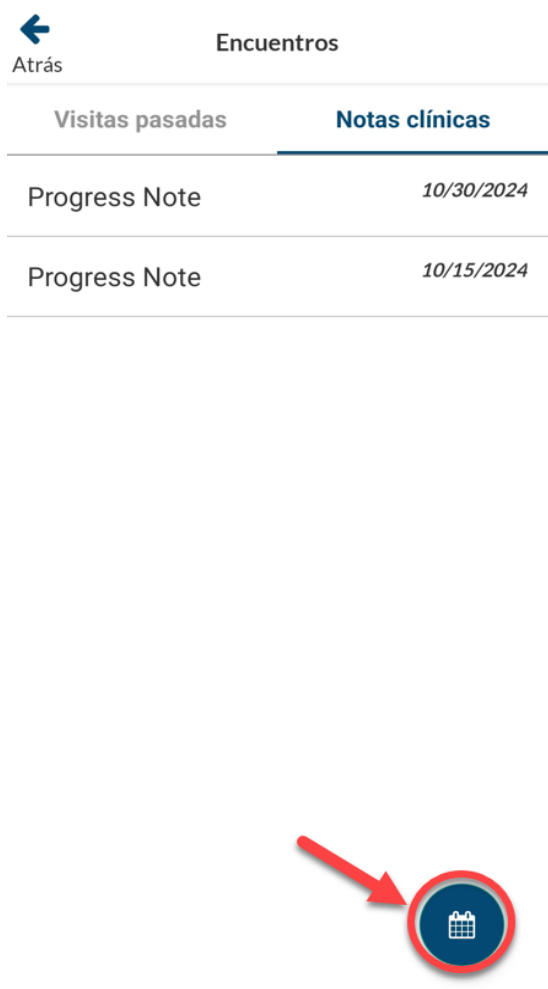 Encuentros
Atrás
Visitas pasadas
Notas clínicas
Progress Note
10/30/2024
Progress Note
10/15/2024